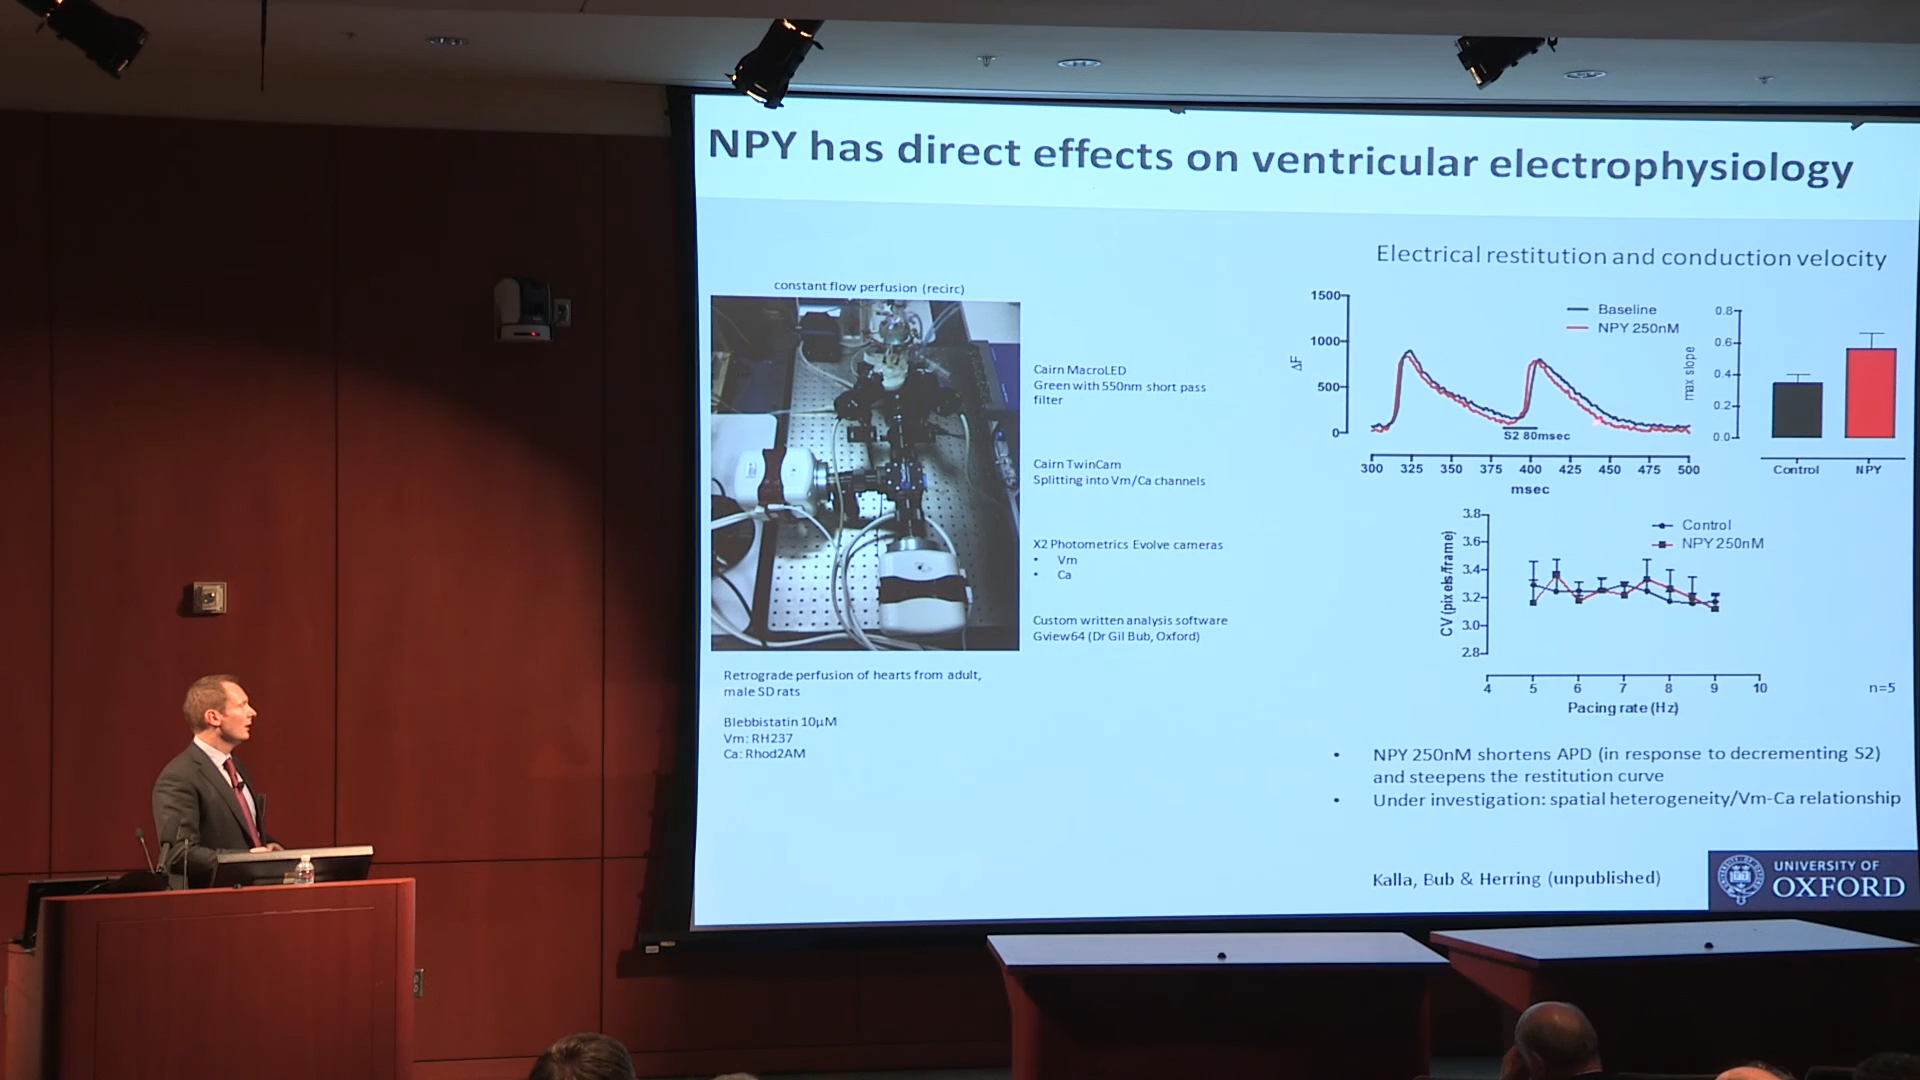 NPY has direct effects on ventricular electrophysiology
constant flow perfusion (recirc)
Cairn MacroLED
Green with 550nm short pass
filter
Cairn TwinCam
Splitting into Vm/Ca channels
X2 Photometrics Evolve cameras
• Vm
• Ca
Custom written analysis software
Gview64 (Dr Gil Bub, Oxford)
Retrograde perfusion of hearts from adult,
male SD rats
Blebbistatin 10µM
Vm: RH237
Ca: Rhod2AM
Electrical restitution and conduction velocity
1500
1000
500
0
ΔF
Baseline
NPY 250nM
S2 80msec
300 325 350 375 400 425 450 475 500
msec
0.8
0.6
0.4
0.2
0.0
max slope
Control NPY
3.8
3.6
3.4
3.2
3.0
2.8
CV (pixels/frame)
Control
NPY 250nM
4 5 6 7 8 9 10
Pacing rate (Hz)
n=5
• NPY 250nM shortens APD (in response to decrementing S2)
and steepens the restitution curve
• Under investigation: spatial heterogeneity/Vm-Ca relationship
Kalla, Bub & Herring (unpublished)
UNIVERSITY OF
OXFORD